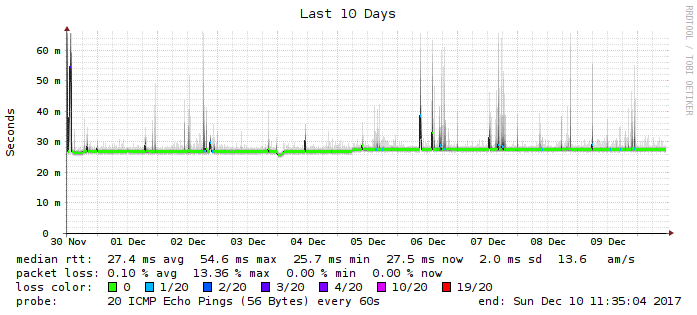 Last 10 Days
RRDTOOL / TOBI OETIKER
Seconds
60 m
50 m
40 m
30 m
20 m
10 m
0
30 Nov 01 Dec 02 Dec 03 Dec 04 Dec 05 Dec 06 Dec 07 Dec 08 Dec 09 Dec
median rtt: 27.4 ms avg 54.6 ms max 25.7 ms min 27.5 ms now 2.0 ms sd 13.6 am/s
packet loss: 0.10 % avg 13.36 % max 0.00 % min 0.00 % now
loss color: 0 1/20 2/20 3/20 4/20 10/20 19/20
probe: 20 ICMP Echo Pings (56 Bytes) every 60s end: Sun Dec 10 11:35:04 2017